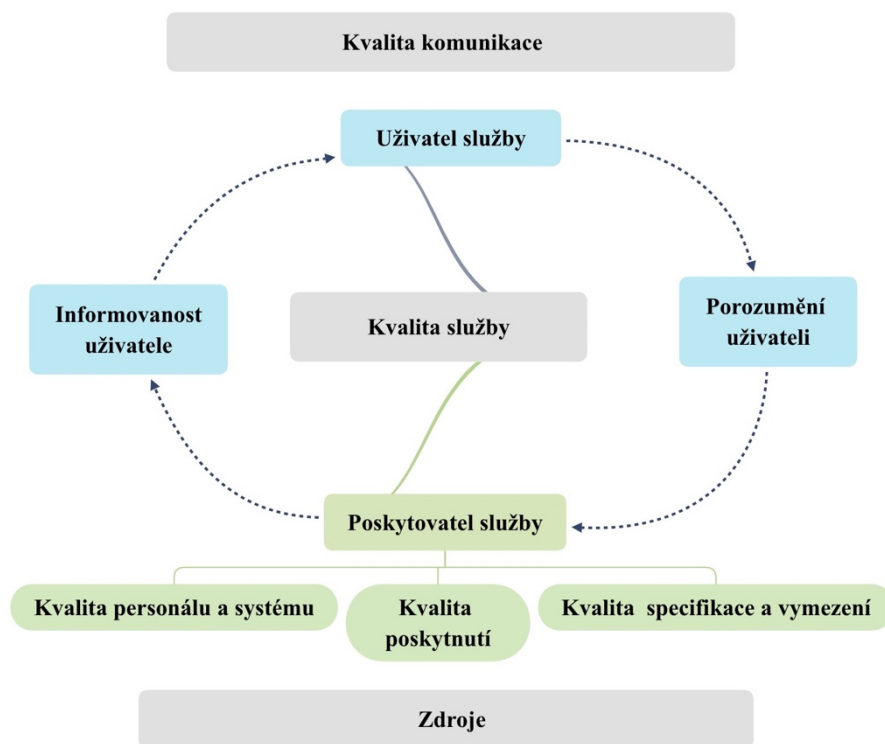 Kvalita komunikace
Uživatel služby
Informovanost
uživatele
Kvalita služby
Porozumění
uživateli
Poskytovatel služby
Kvalita personálu a systému
Kvalita
poskytnutí
Kvalita specifikace a vymezení
Zdroje